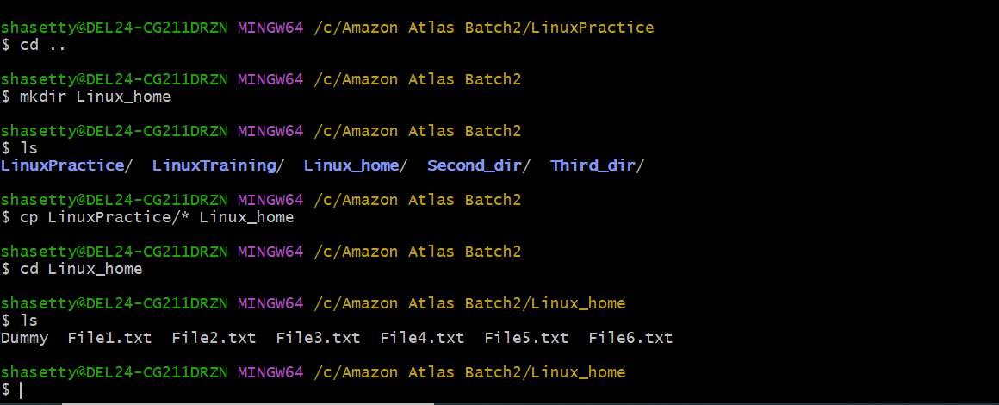 shasetty@DEL24-CG211DRZN MINGW64 /c/Amazon Atlas Batch2/LinuxPractice
$ cd ..
shasetty@DEL24-CG211DRZN MINGW64 /c/Amazon Atlas Batch2
$ mkdir Linux_home
shasetty@DEL24-CG211DRZN MINGW64 /c/Amazon Atlas Batch2
$ ls
LinuxPractice/  LinuxTraining/  Linux_home/  Second_dir/  Third_dir/
shasetty@DEL24-CG211DRZN MINGW64 /c/Amazon Atlas Batch2
$ cp LinuxPractice/* Linux_home
shasetty@DEL24-CG211DRZN MINGW64 /c/Amazon Atlas Batch2
$ cd Linux_home
shasetty@DEL24-CG211DRZN MINGW64 /c/Amazon Atlas Batch2/Linux_home
$ ls
Dummy  File1.txt  File2.txt  File3.txt  File4.txt  File5.txt  File6.txt
shasetty@DEL24-CG211DRZN MINGW64 /c/Amazon Atlas Batch2/Linux_home
$